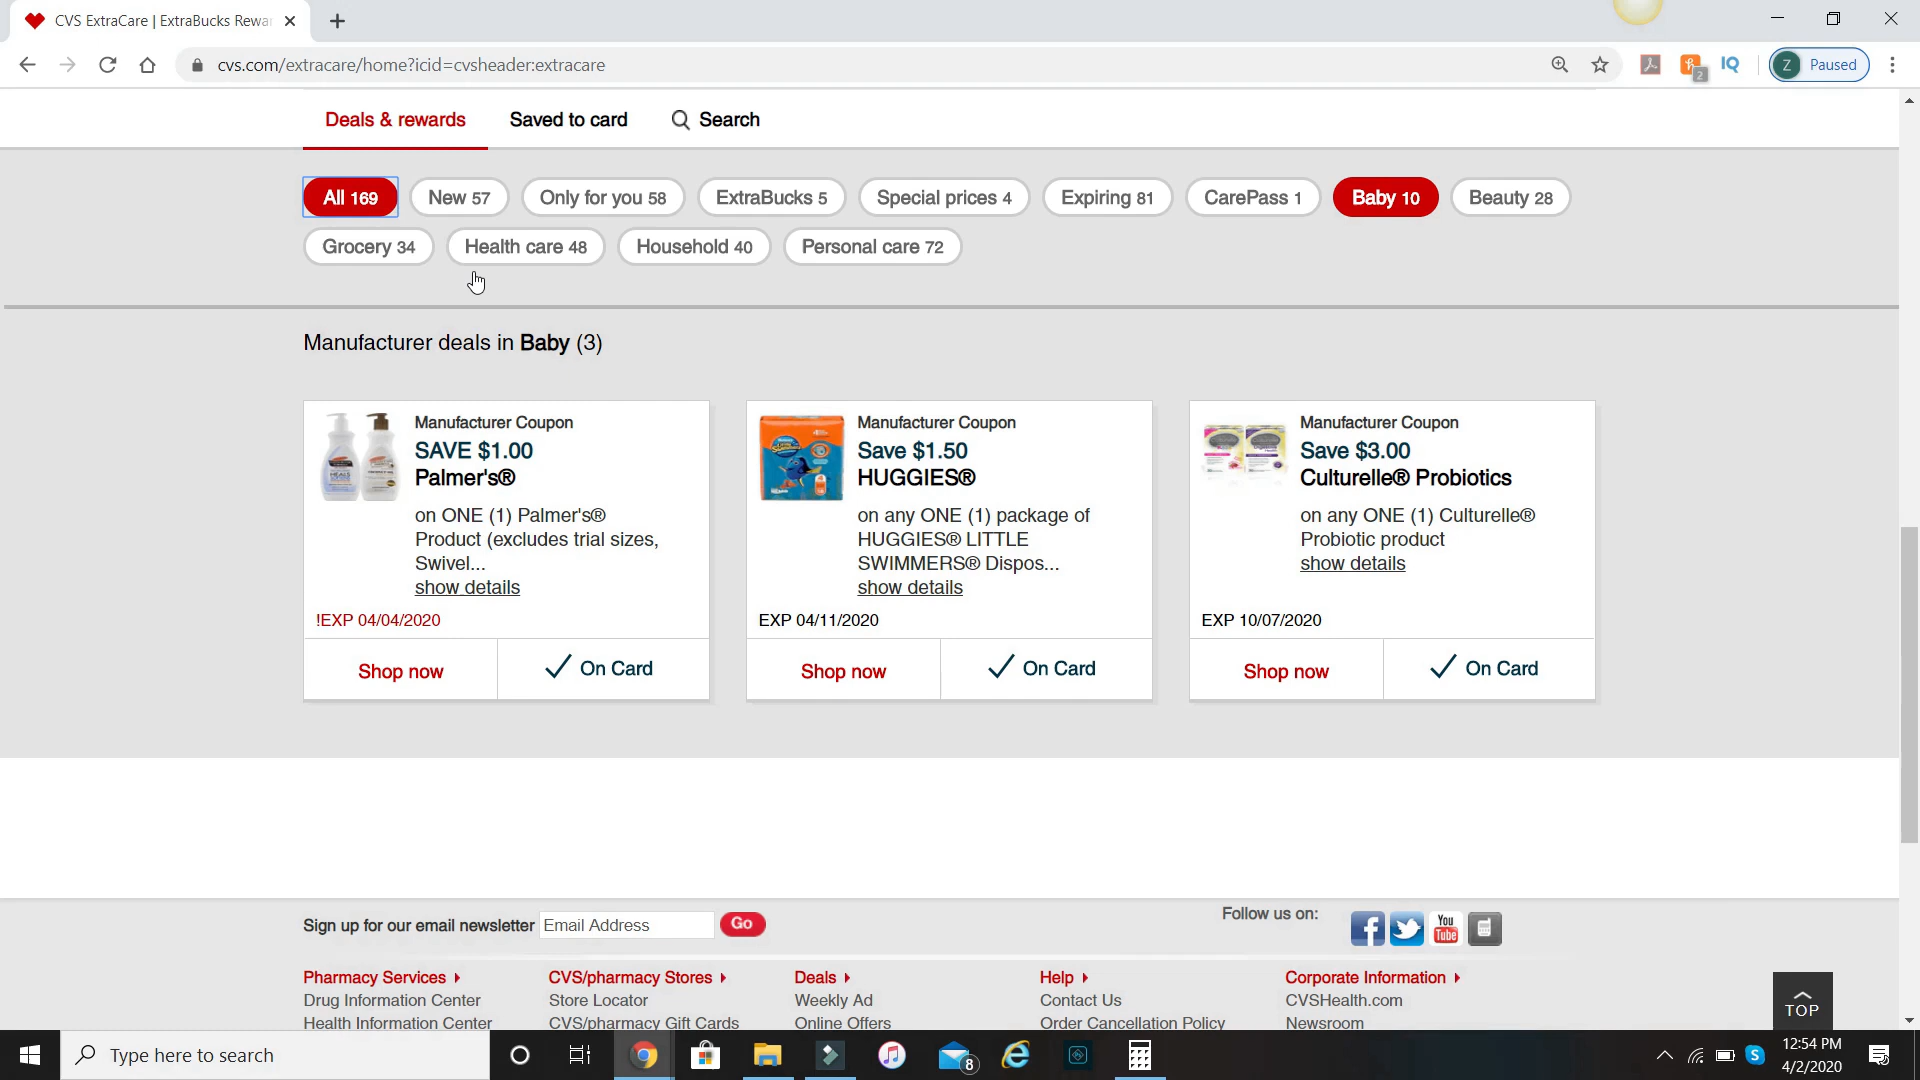 CVS ExtraCare | ExtraBucks Rewa
cvs.com/extracare/home?icid=cvsheader:extracare
2
IQ
Z Paused
Deals & rewards
Saved to card
Search
All 169
New 57
Only for you 58
ExtraBucks 5
Special prices 4
Expiring 81
CarePass 1
Baby 10
Beauty 28
Grocery 34
Health care 48
Household 40
Personal care 72
Manufacturer deals in Baby (3)
Manufacturer Coupon
SAVE $1.00
Palmer's®
on ONE (1) Palmer's®
Product (excludes trial sizes,
Swivel...
show details
!EXP 04/04/2020
Shop now
On Card
Manufacturer Coupon
Save $1.50
HUGGIES®
on any ONE (1) package of
HUGGIES® LITTLE
SWIMMERS® Dispos...
show details
EXP 04/11/2020
Shop now
On Card
Manufacturer Coupon
Save $3.00
Culturelle® Probiotics
on any ONE (1) Culturelle®
Probiotic product
show details
EXP 10/07/2020
Shop now
On Card
Sign up for our email newsletter
Email Address
Go
Follow us on:
You
Tube
Pharmacy Services
Drug Information Center
Health Information Center
CVS/pharmacy Stores
Store Locator
CVS/pharmacy Gift Cards
Deals
Weekly Ad
Online Offers
Help
Contact Us
Order Cancellation Policy
Corporate Information
CVSHealth.com
Newsroom
TOP
Type here to search
8
12:54 PM
4/2/2020